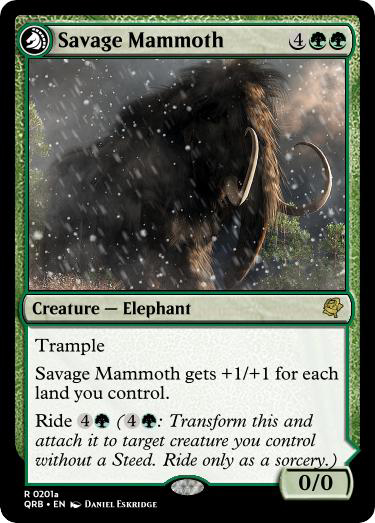 Savage Mammoth 4
Creature — Elephant
Trample
Savage Mammoth gets +1/+1 for each
land you control.
Ride 4 (4: Transform this and
attach it to target creature you control
without a Steed. Ride only as a sorcery.)
0/0
R 0201a
QRB • EN Daniel Eskridge